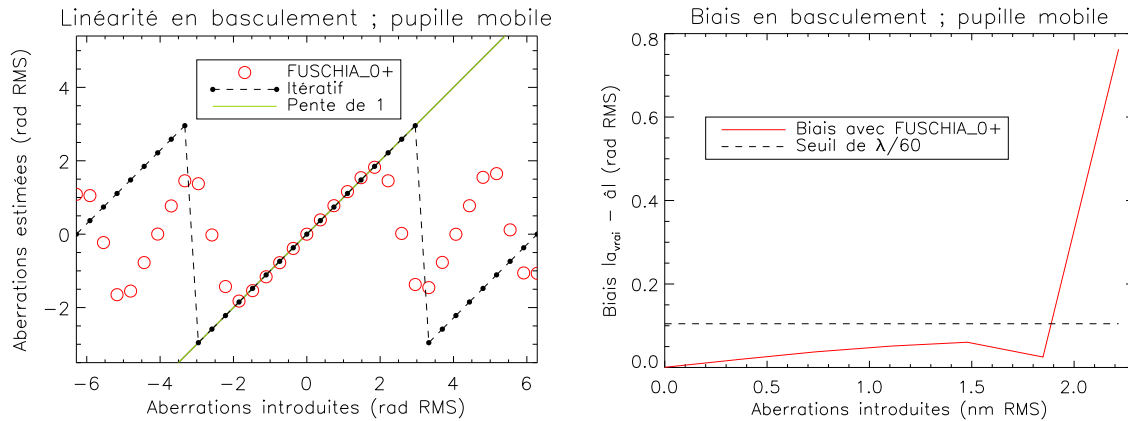 Linéarité en basculement ; pupille mobile
Aberrations estimées (rad RMS)
4
2
0
−2
FUSCHIA_0+
Itératif
Pente de 1
−6 −4 −2 0 2 4 6
Aberrations introduites (rad RMS)
Biais en basculement ; pupille mobile
Biais |a_vrai − â| (rad RMS)
0.8
0.6
0.4
0.2
0.0
Biais avec FUSCHIA_0+
Seuil de λ/60
0.0 0.5 1.0 1.5 2.0
Aberrations introduites (nm RMS)